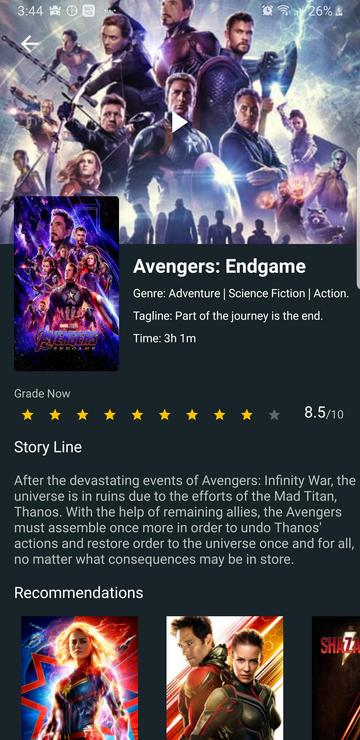 3:44
26%
Avengers: Endgame
Genre: Adventure | Science Fiction | Action.
Tagline: Part of the journey is the end.
Time: 3h 1m
AVENGERS
ENDGAME
Grade Now
8.5/10
Story Line
After the devastating events of Avengers: Infinity War, the
universe is in ruins due to the efforts of the Mad Titan,
Thanos. With the help of remaining allies, the Avengers
must assemble once more in order to undo Thanos'
actions and restore order to the universe once and for all,
no matter what consequences may be in store.
Recommendations
SHAZA